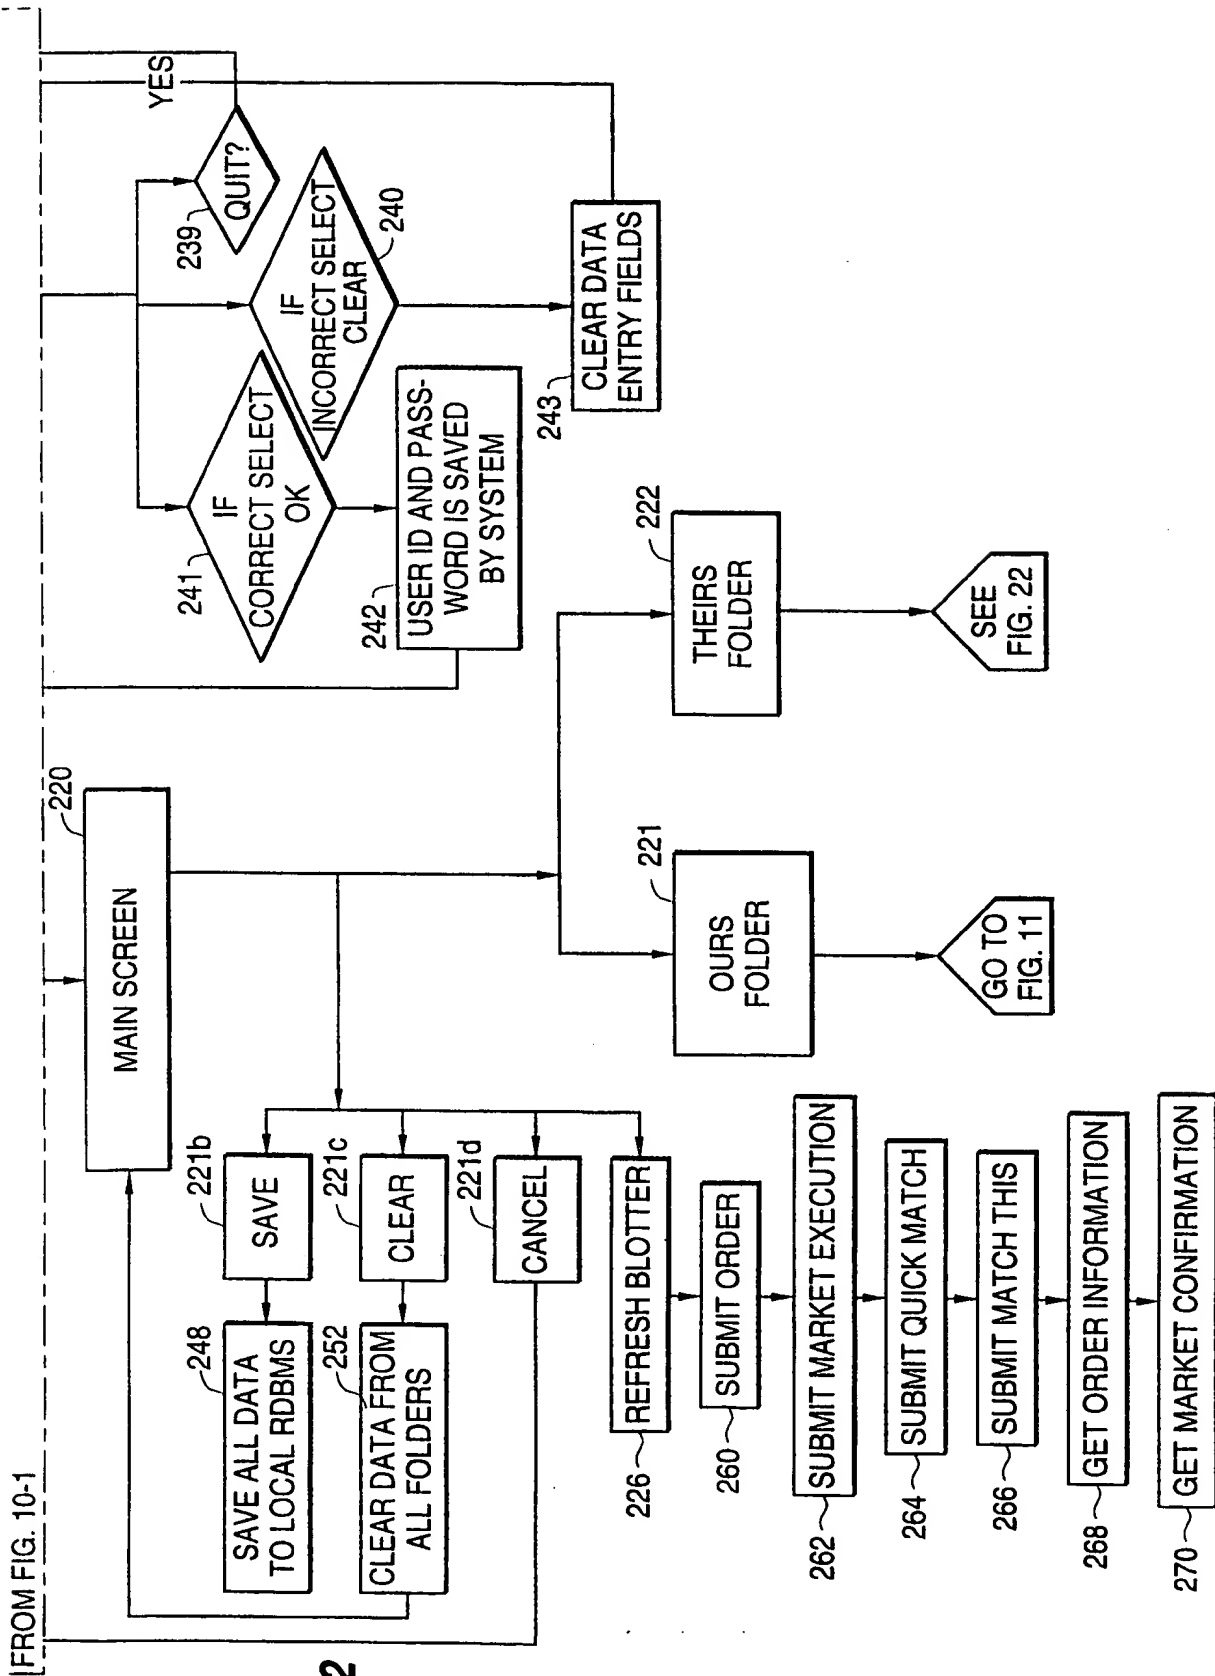 FROM FIG. 10-1
220
MAIN SCREEN
221b
SAVE
248
SAVE ALL DATA
TO LOCAL RDBMS
221c
CLEAR
252
CLEAR DATA FROM
ALL FOLDERS
221d
CANCEL
226
REFRESH BLOTTER
260
SUBMIT ORDER
262
SUBMIT MARKET EXECUTION
264
SUBMIT QUICK MATCH
266
SUBMIT MATCH THIS
268
GET ORDER INFORMATION
270
GET MARKET CONFIRMATION
221
OURS
FOLDER
GO TO
FIG. 11
222
THEIRS
FOLDER
SEE
FIG. 22
241
IF
CORRECT SELECT
OK
242
USER ID AND PASS-
WORD IS SAVED
BY SYSTEM
240
IF
INCORRECT SELECT
CLEAR
243
CLEAR DATA
ENTRY FIELDS
239
QUIT?
YES
2